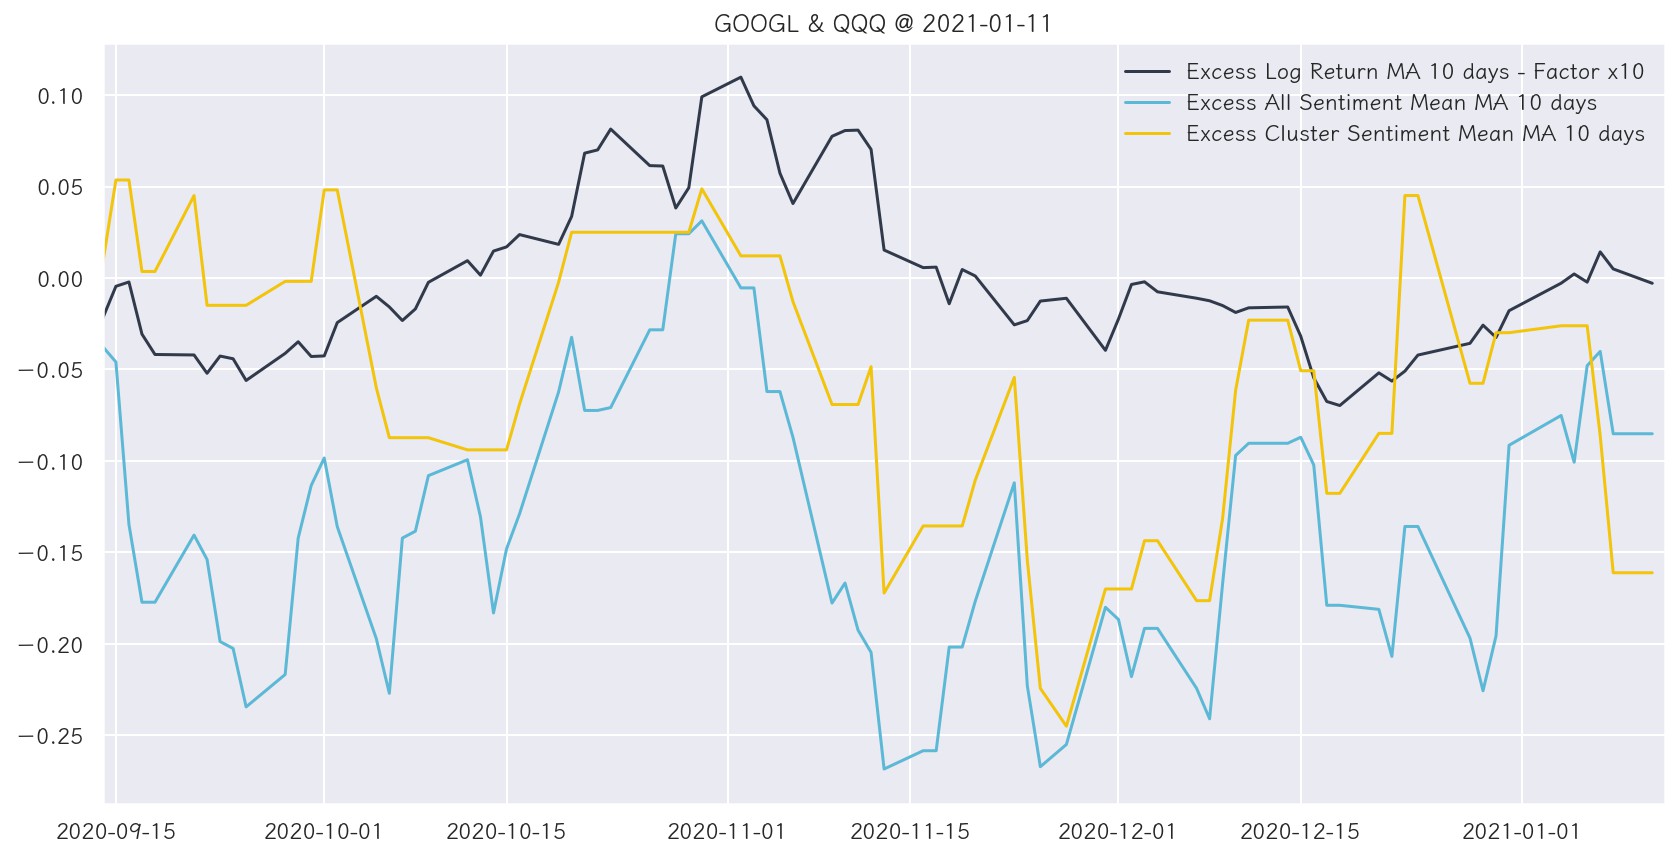 GOOGL & QQQ @ 2021-01-11
Excess Log Return MA 10 days - Factor x10
Excess All Sentiment Mean MA 10 days
Excess Cluster Sentiment Mean MA 10 days
0.10
0.05
0.00
−0.05
−0.10
−0.15
−0.20
−0.25
2020-09-15 2020-10-01 2020-10-15 2020-11-01 2020-11-15 2020-12-01 2020-12-15 2021-01-01